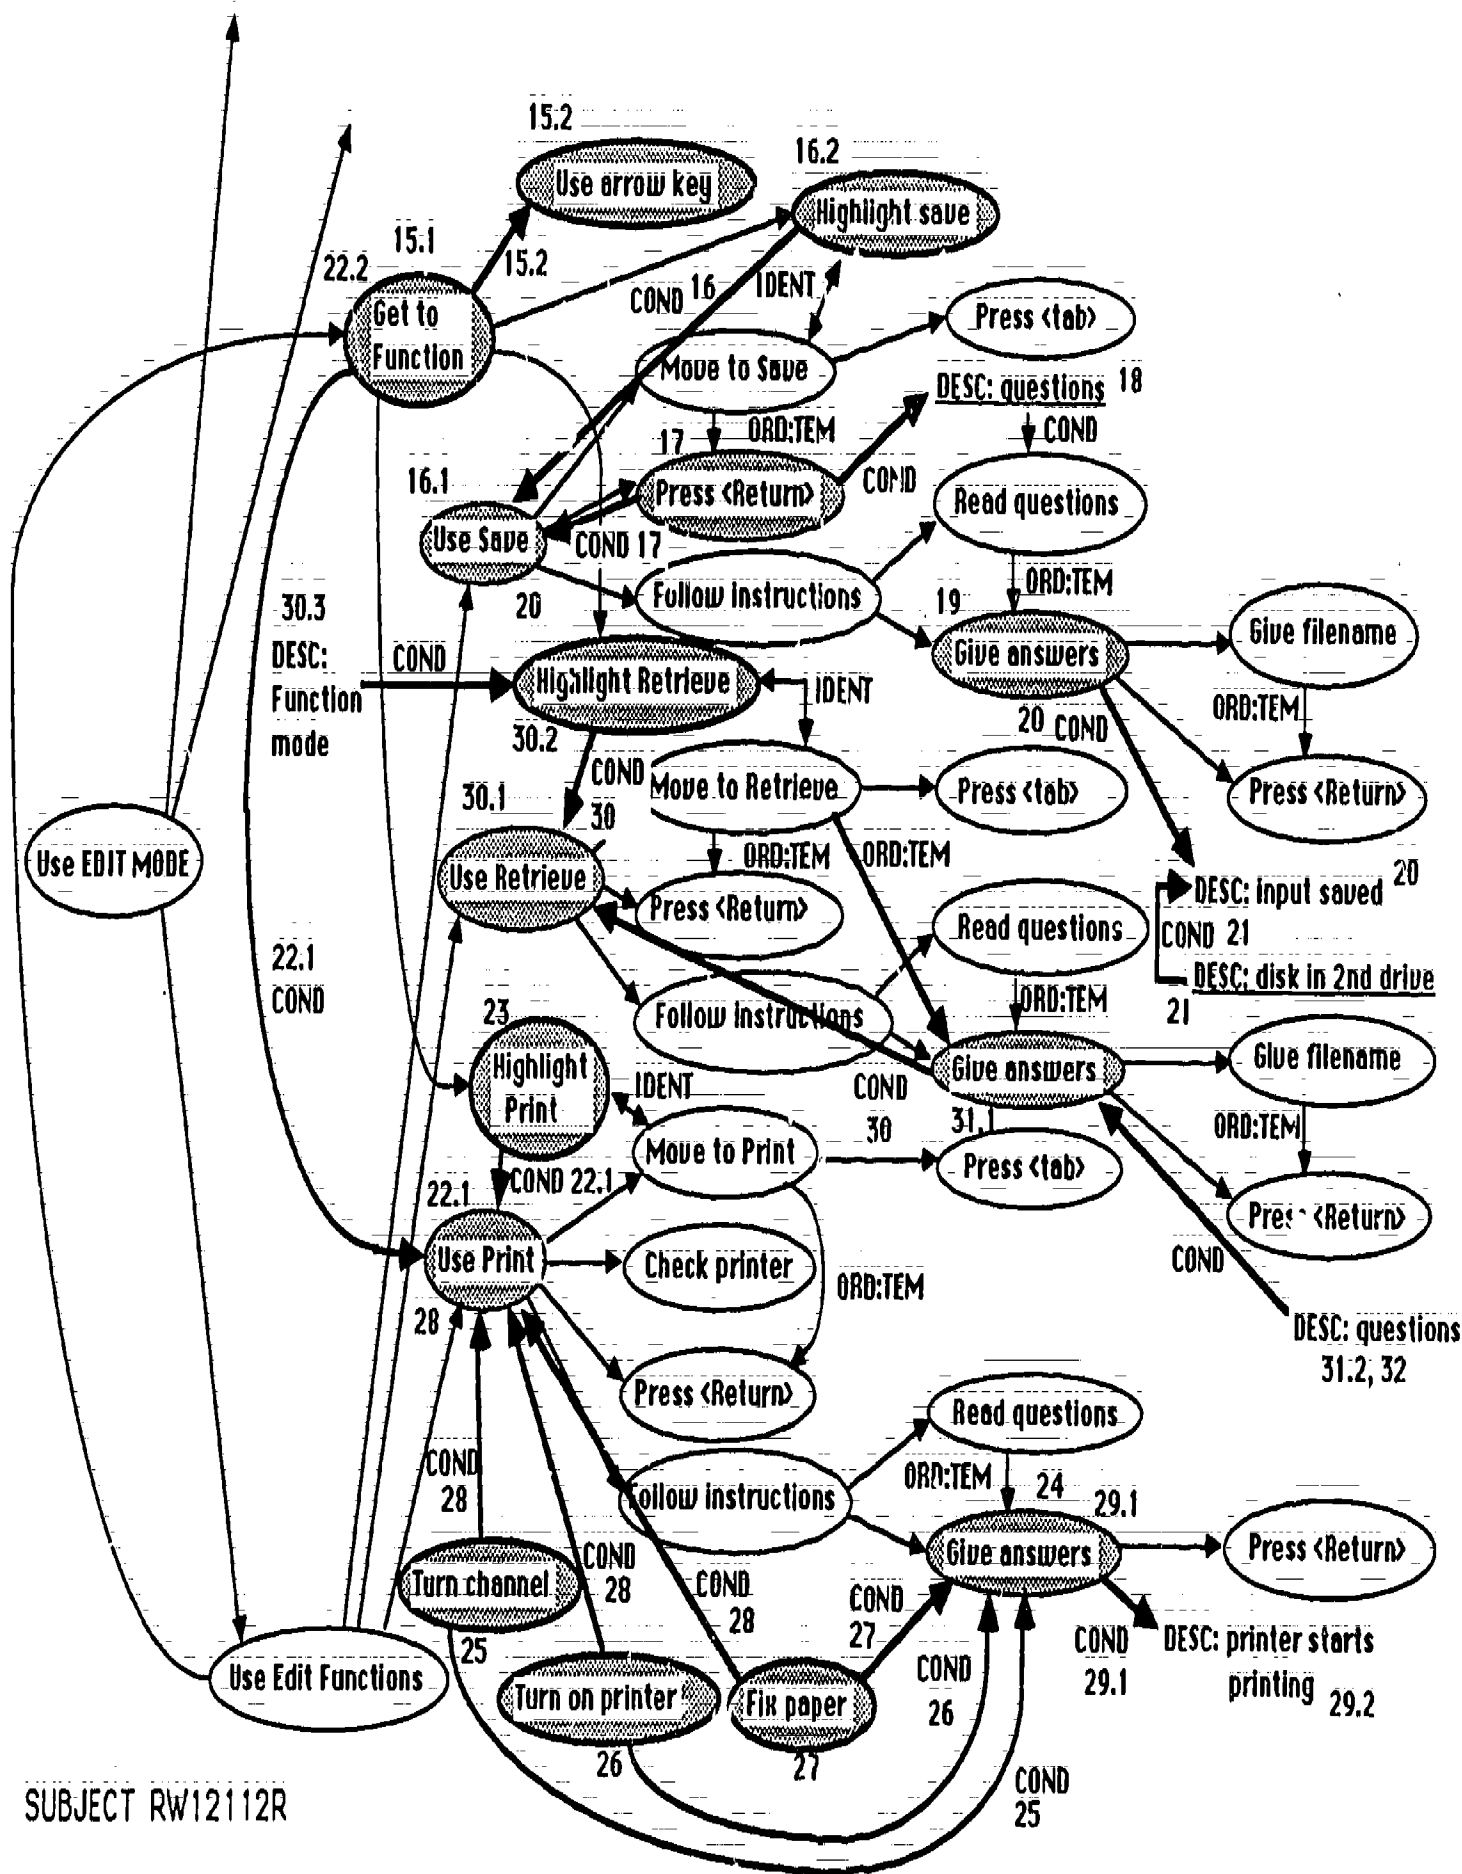 15.2
Use arrow key
16.2
Highlight save
15.1
22.2
15.2
Get to
Function
COND 16
IDENT
Press <tab>
Move to Save
DESC: questions 18
ORD:TEM
COND
17
16.1
Press <Return>
COND
Read questions
Use Save
COND 17
ORD:TEM
20
Follow instructions
19
Give filename
30.3
DESC:
Function
mode
COND
Highlight Retrieve
IDENT
Give answers
ORD:TEM
20 COND
30.2
COND
30
Move to Retrieve
Press <tab>
Press <Return>
30.1
ORD:TEM
ORD:TEM
Use EDIT MODE
Use Retrieve
Press <Return>
DESC: input saved 20
Read questions
COND 21
22.1
COND
DESC: disk in 2nd drive
21
Follow instructions
ORD:TEM
23
Highlight
Print
IDENT
COND
30
Give answers
31.1
Give filename
ORD:TEM
Move to Print
Press <tab>
COND 22.1
22.1
Press <Return>
Use Print
Check printer
COND
28
ORD:TEM
DESC: questions
31.2, 32
Press <Return>
Read questions
COND
28
ORD:TEM
24
29.1
Follow instructions
Give answers
Press <Return>
Turn channel
25
COND
28
COND
28
COND
27
COND
26
COND
29.1
DESC: printer starts
printing 29.2
Use Edit Functions
Turn on printer
26
Fix paper
27
COND
25
SUBJECT RW12112R